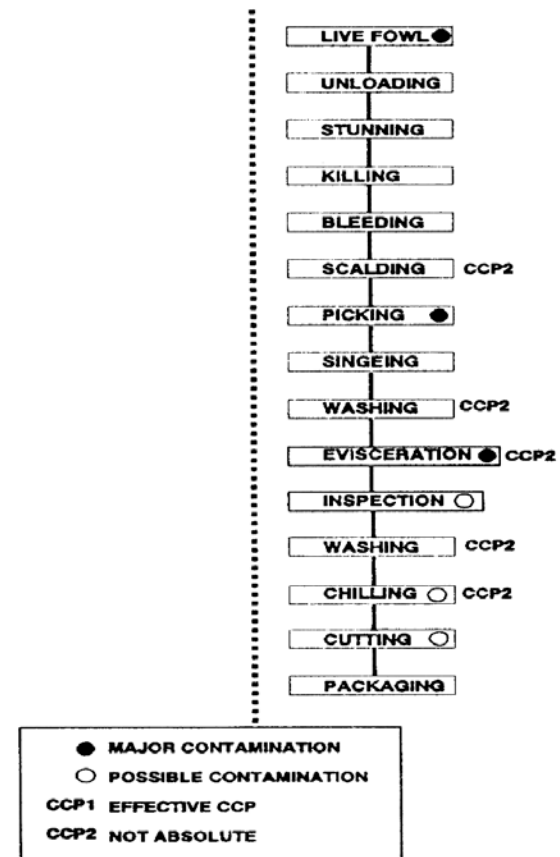 LIVE FOWL
UNLOADING
STUNNING
KILLING
BLEEDING
SCALDING CCP2
PICKING
SINGEING
WASHING CCP2
EVISCERATION CCP2
INSPECTION
WASHING CCP2
CHILLING CCP2
CUTTING
PACKAGING
MAJOR CONTAMINATION
POSSIBLE CONTAMINATION
CCP1 EFFECTIVE CCP
CCP2 NOT ABSOLUTE